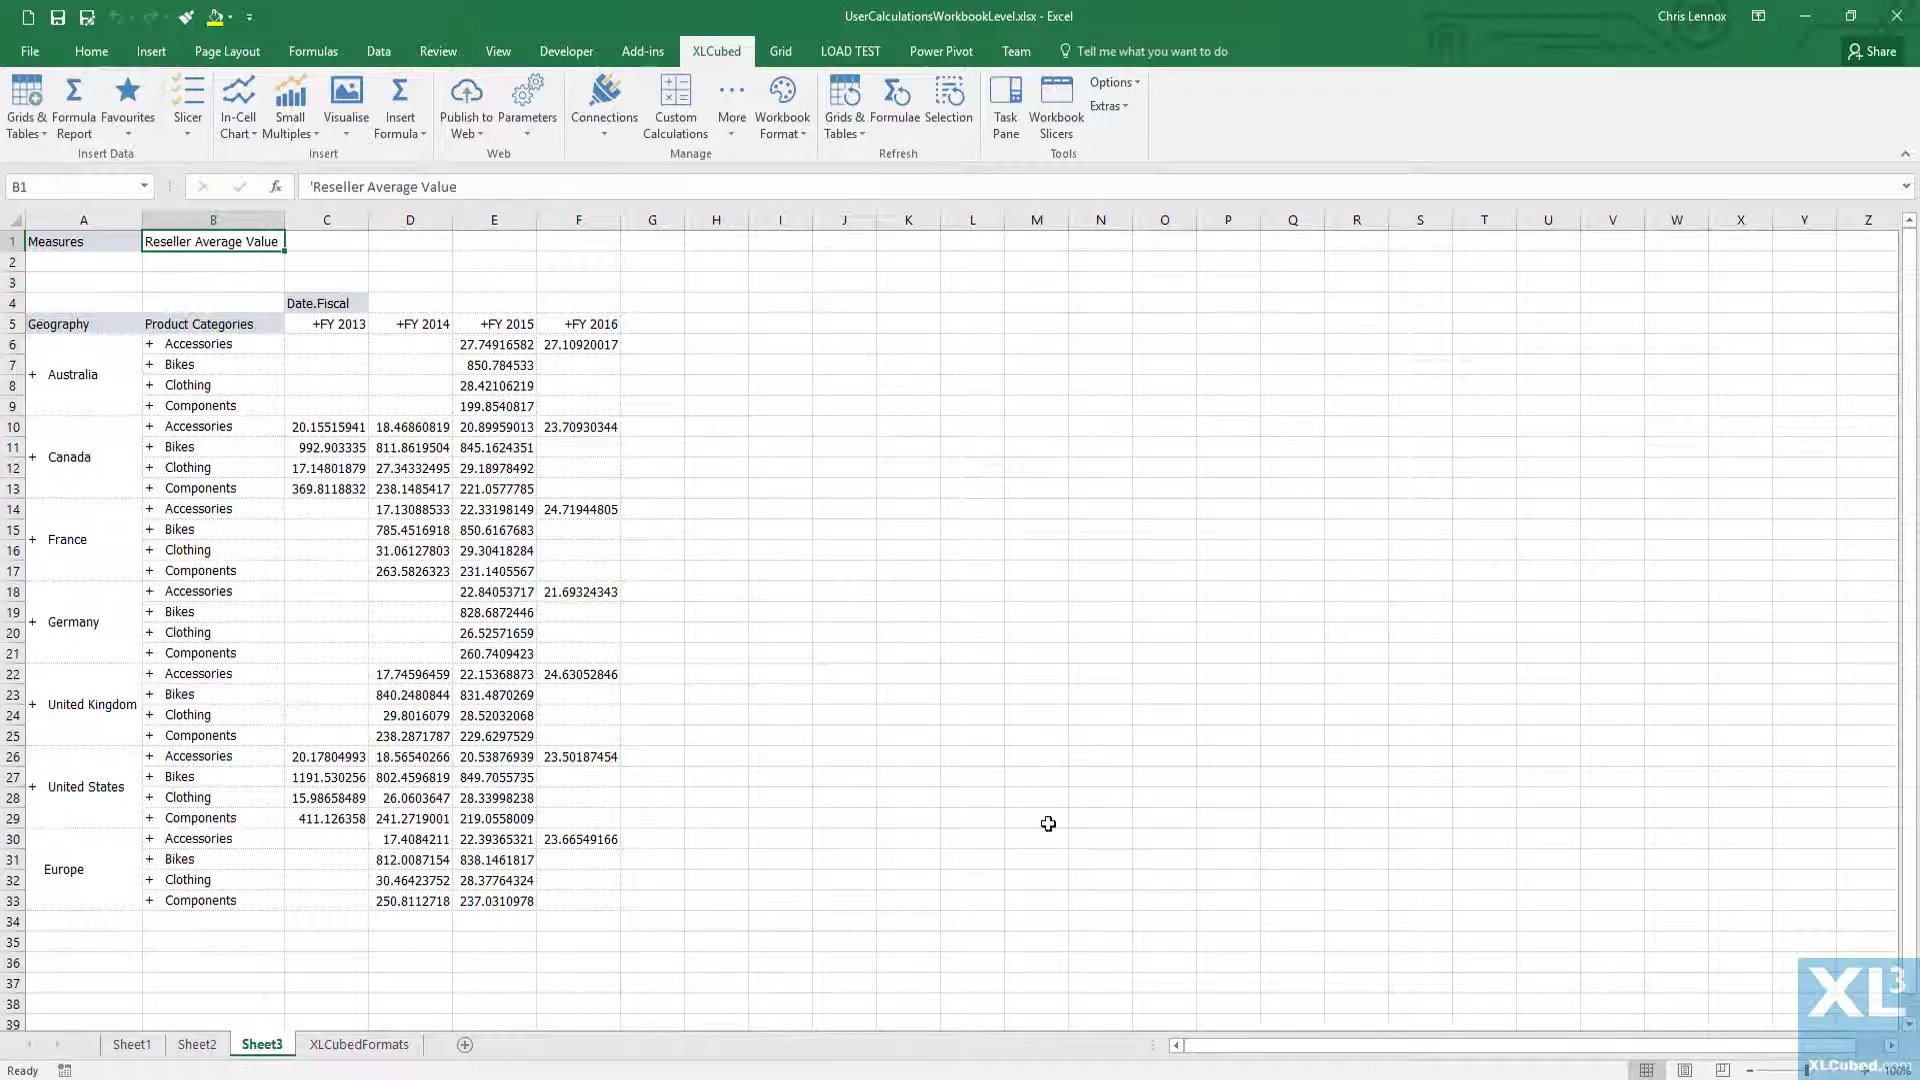 UserCalculationsWorkbookLevel.xlsx - Excel
Chris Lennox
File Home Insert Page Layout Formulas Data Review View Developer Add-ins XLCubed Grid LOAD TEST Power Pivot Team Tell me what you want to do Share
Grids & Tables
Formula Report
Favourites
Slicer
In-Cell Chart
Small Multiples
Visualise
Insert Formula
Publish to Web
Parameters
Connections
Custom Calculations
More
Workbook Format
Grids & Tables
Formulae
Selection
Task Pane
Workbook Slicers
Options
Extras
Insert Data Insert Web Manage Refresh Tools
B1 fx 'Reseller Average Value
A B C D E F G H I J K L M N O P Q R S T U V W X Y Z
1 Measures Reseller Average Value
2
3
4 Date.Fiscal
5 Geography Product Categories +FY 2013 +FY 2014 +FY 2015 +FY 2016
6 + Accessories 27.74916582 27.10920017
7 + Bikes 850.784533
+ Australia
8 + Clothing 28.42106219
9 + Components 199.8540817
10 + Accessories 20.15515941 18.46860819 20.89959013 23.70930344
11 + Bikes 992.903335 811.8619504 845.1624351
+ Canada
12 + Clothing 17.14801879 27.34332495 29.18978492
13 + Components 369.8118832 238.1485417 221.0577785
14 + Accessories 17.13088533 22.33198149 24.71944805
15 + Bikes 785.4516918 850.6167683
+ France
16 + Clothing 31.06127803 29.30418284
17 + Components 263.5826323 231.1405567
18 + Accessories 22.84053717 21.69324343
19 + Bikes 828.6872446
+ Germany
20 + Clothing 26.52571659
21 + Components 260.7409423
22 + Accessories 17.74596459 22.15368873 24.63052846
23 + Bikes 840.2480844 831.4870269
+ United Kingdom
24 + Clothing 29.8016079 28.52032068
25 + Components 238.2871787 229.6297529
26 + Accessories 20.17804993 18.56540266 20.53876939 23.50187454
27 + Bikes 1191.530256 802.4596819 849.7055735
+ United States
28 + Clothing 15.98658489 26.0603647 28.33998238
29 + Components 411.126358 241.2719001 219.0558009
30 + Accessories 17.4084211 22.39365321 23.66549166
31 + Bikes 812.0087154 838.1461817
Europe
32 + Clothing 30.46423752 28.37764324
33 + Components 250.8112718 237.0310978
34
35
36
37
38
39
XL3
Sheet1 Sheet2 Sheet3 XLCubedFormats
XLCubed.com
Ready 100%